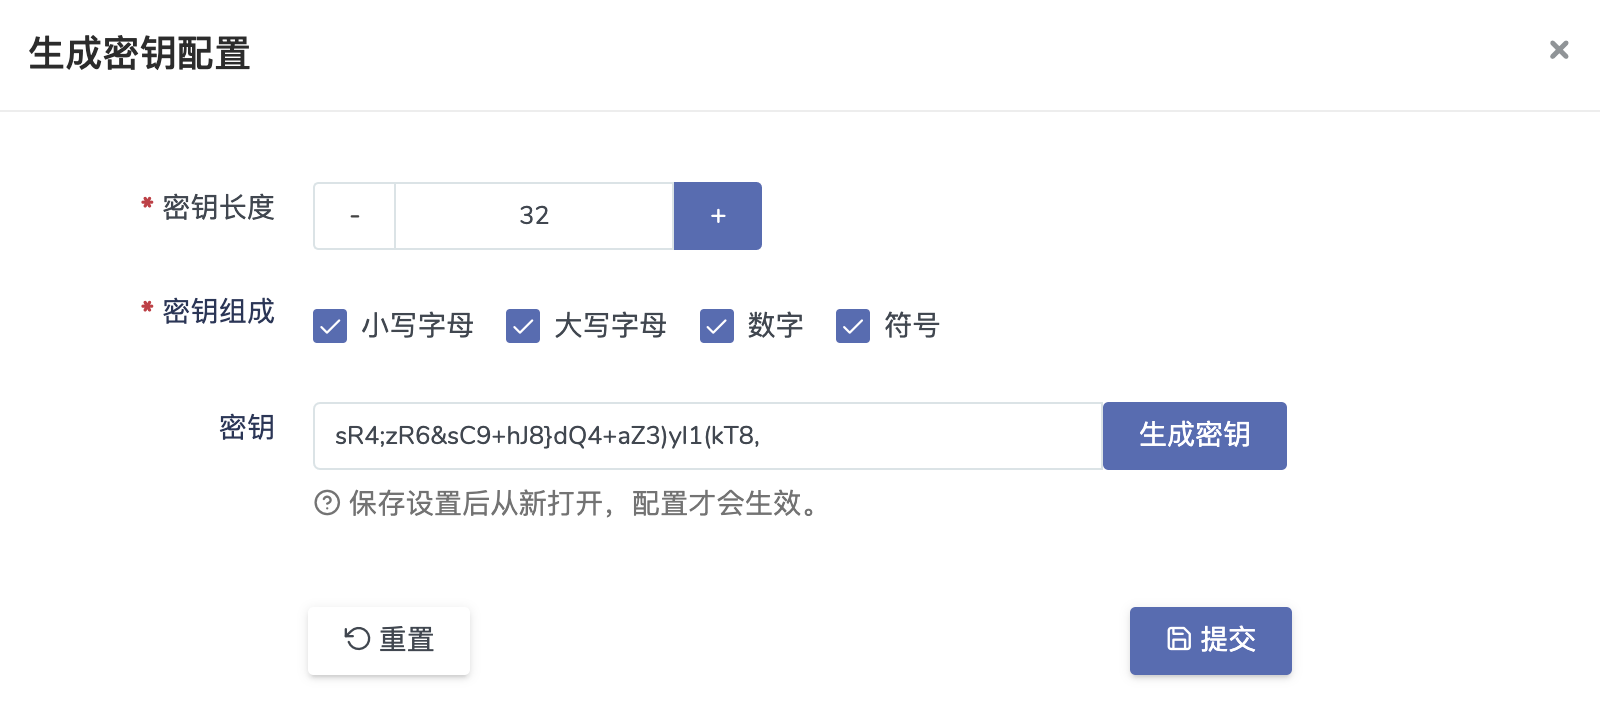 生成密钥配置
* 密钥长度
- 32 +
* 密钥组成
小写字母 大写字母 数字 符号
密钥 sR4;zR6&sC9+hJ8}dQ4+aZ3)yI1(kT8, 生成密钥
保存设置后从新打开，配置才会生效。
重置 提交